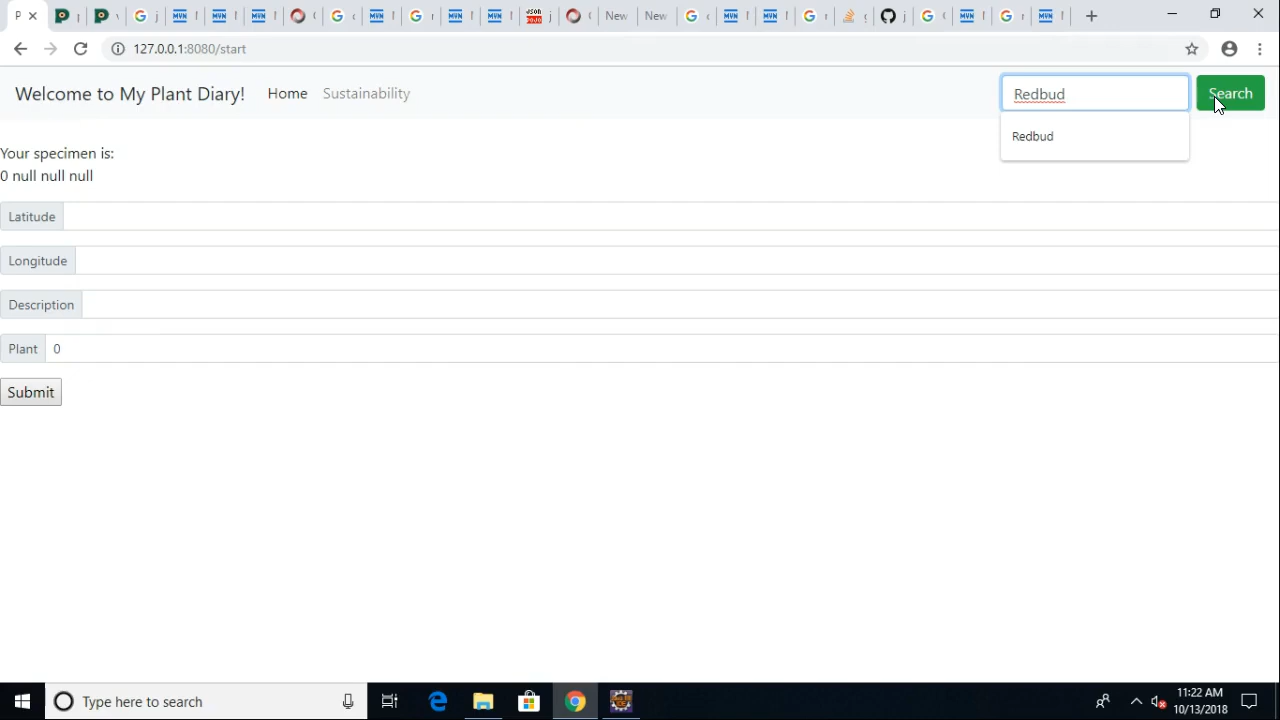 127.0.0.1:8080/start
Welcome to My Plant Diary!
Home
Sustainability
Redbud
Search
Redbud
Your specimen is:
0 null null null
Latitude
Longitude
Description
Plant
0
Submit
Type here to search
11:22 AM
10/13/2018